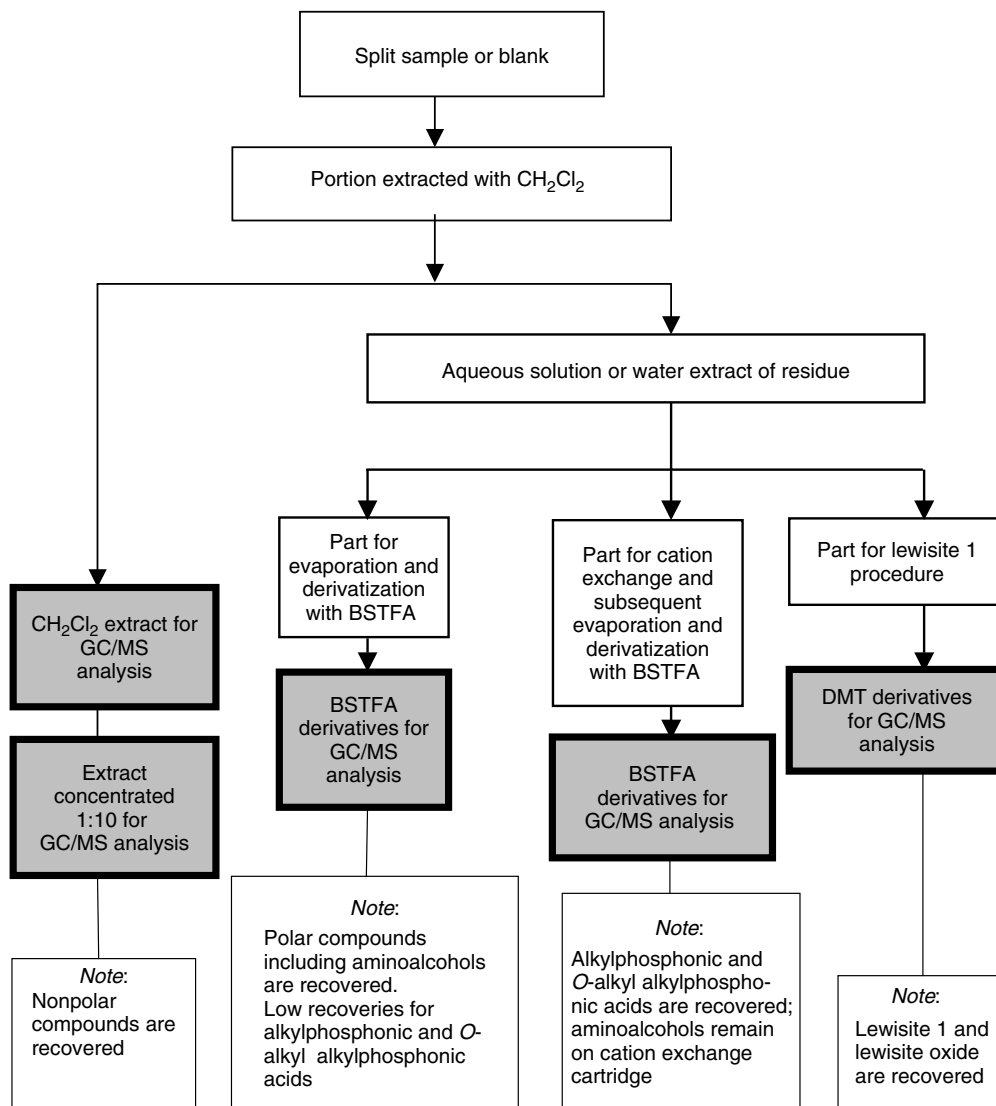 Split sample or blank
Portion extracted with CH₂Cl₂
Aqueous solution or water extract of residue
Part for
evaporation and
derivatization
with BSTFA
Part for cation
exchange and
subsequent
evaporation and
derivatization
with BSTFA
Part for lewisite 1
procedure
CH₂Cl₂ extract for
GC/MS
analysis
BSTFA
derivatives for
GC/MS
analysis
DMT derivatives
for GC/MS
analysis
Extract
concentrated
1:10 for
GC/MS analysis
BSTFA
derivatives for
GC/MS analysis
Note:
Nonpolar
compounds are
recovered
Note:
Polar compounds
including aminoalcohols
are recovered.
Low recoveries for
alkylphosphonic and O-
alkyl alkylphosphonic
acids
Note:
Alkylphosphonic and
O-alkyl alkylphospho-
nic acids are recovered;
aminoalcohols remain
on cation exchange
cartridge
Note:
Lewisite 1 and
lewisite oxide
are recovered